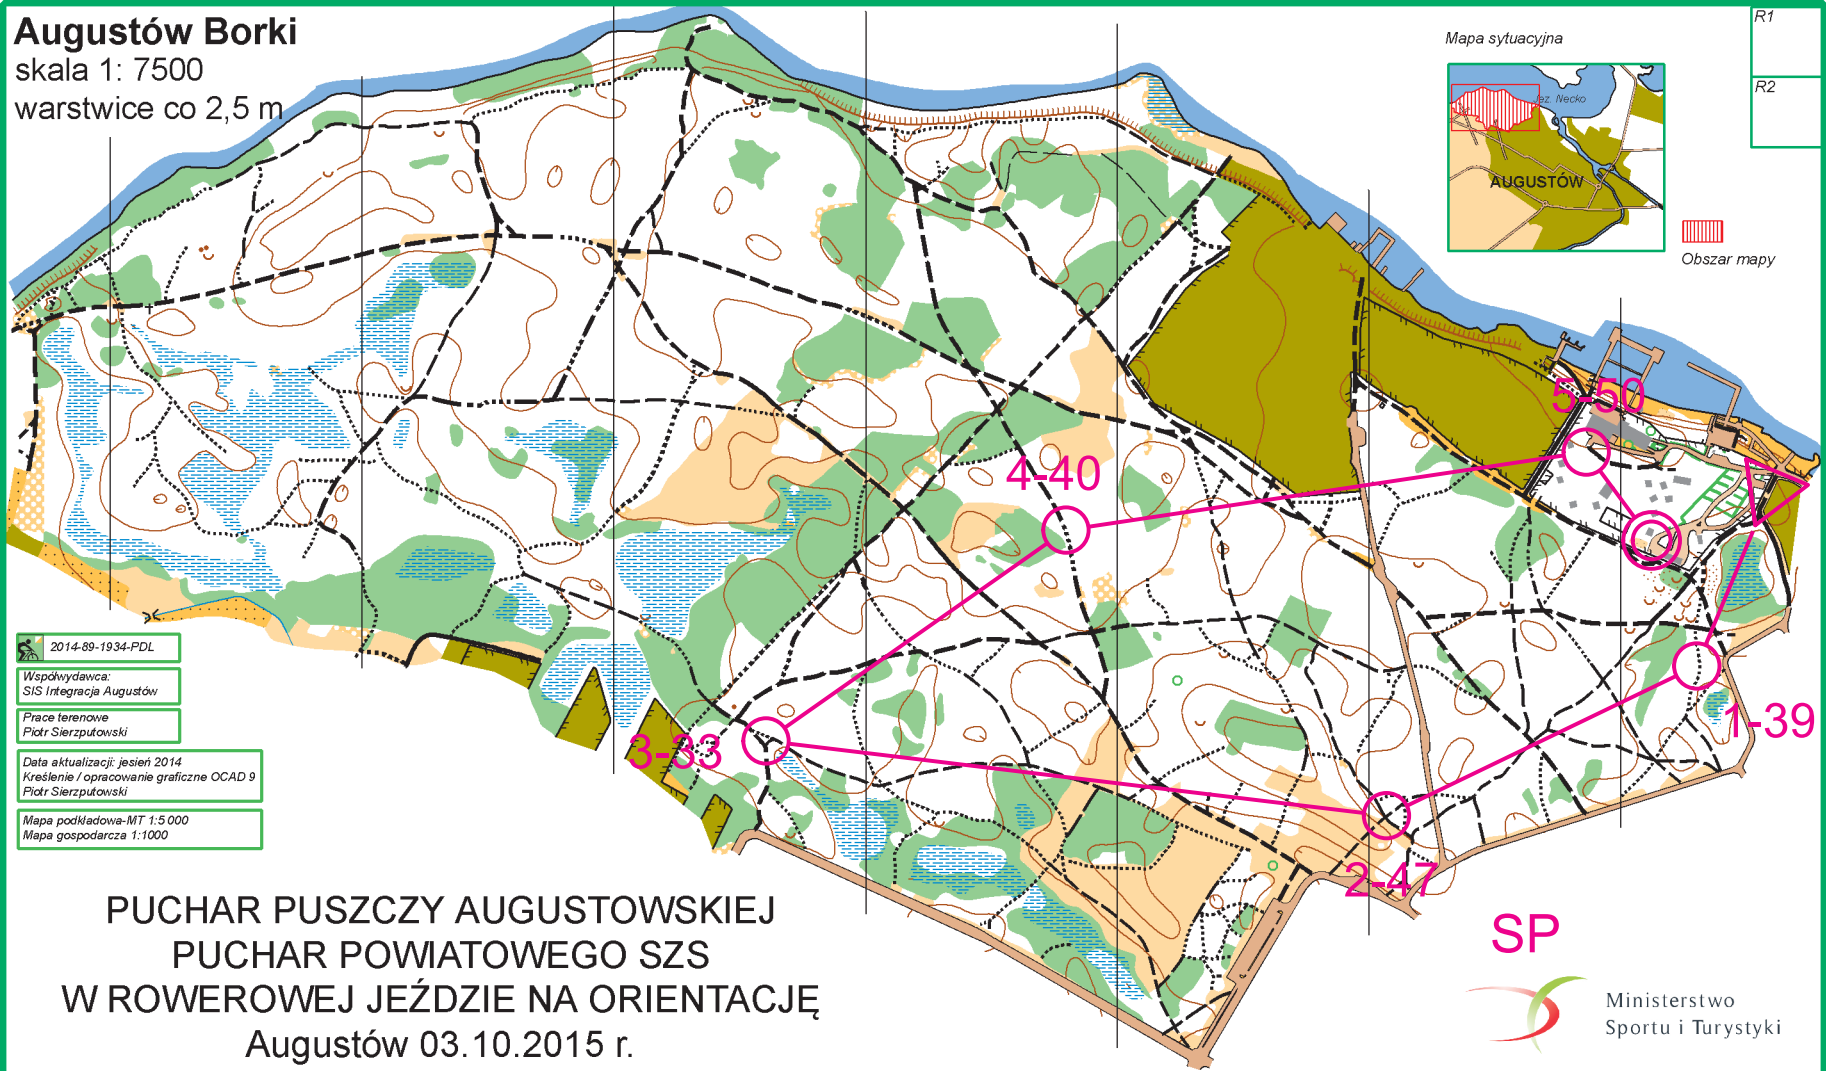 Augustów Borki
skala 1: 7500
warstwice co 2,5 m
Mapa sytuacyjna
Jez. Necko
AUGUSTÓW
Obszar mapy
R1
R2
5-50
4-40
3-33
1-39
2-47
2014-89-1934-PDL
Współwydawca:
SIS Integracja Augustów
Prace terenowe
Piotr Sierzputowski
Data aktualizacji: jesień 2014
Kreślenie / opracowanie graficzne OCAD 9
Piotr Sierzputowski
Mapa podkładowa-MT 1:5 000
Mapa gospodarcza 1:1000
PUCHAR PUSZCZY AUGUSTOWSKIEJ
PUCHAR POWIATOWEGO SZS
W ROWEROWEJ JEŹDZIE NA ORIENTACJĘ
Augustów 03.10.2015 r.
SP
Ministerstwo
Sportu i Turystyki